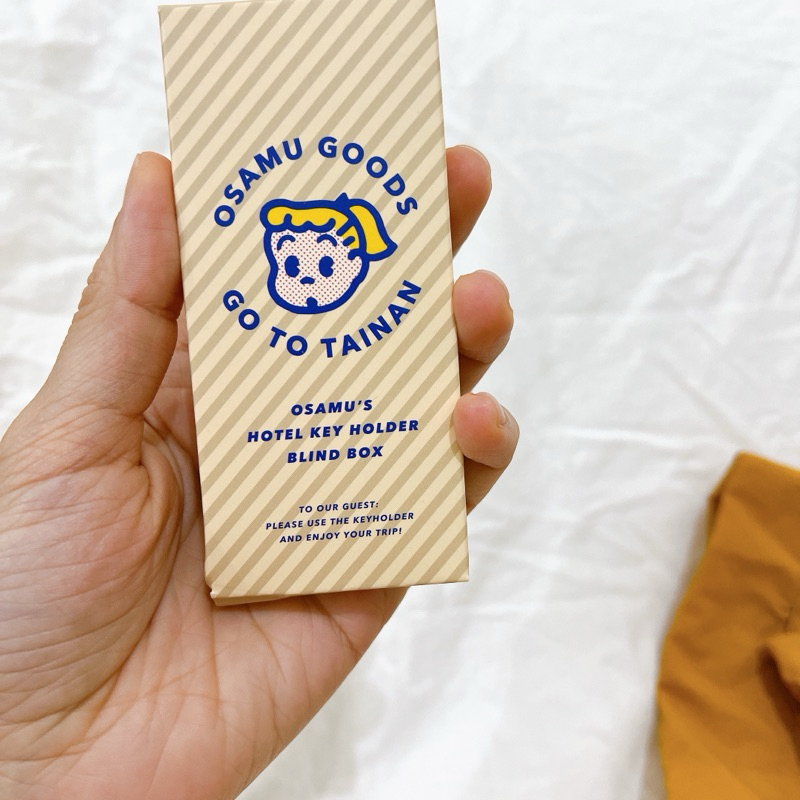 OSAMU GOODS
GO TO TAINAN
OSAMU'S
HOTEL KEY HOLDER
BLIND BOX
TO OUR GUEST:
PLEASE USE THE KEYHOLDER
AND ENJOY YOUR TRIP!